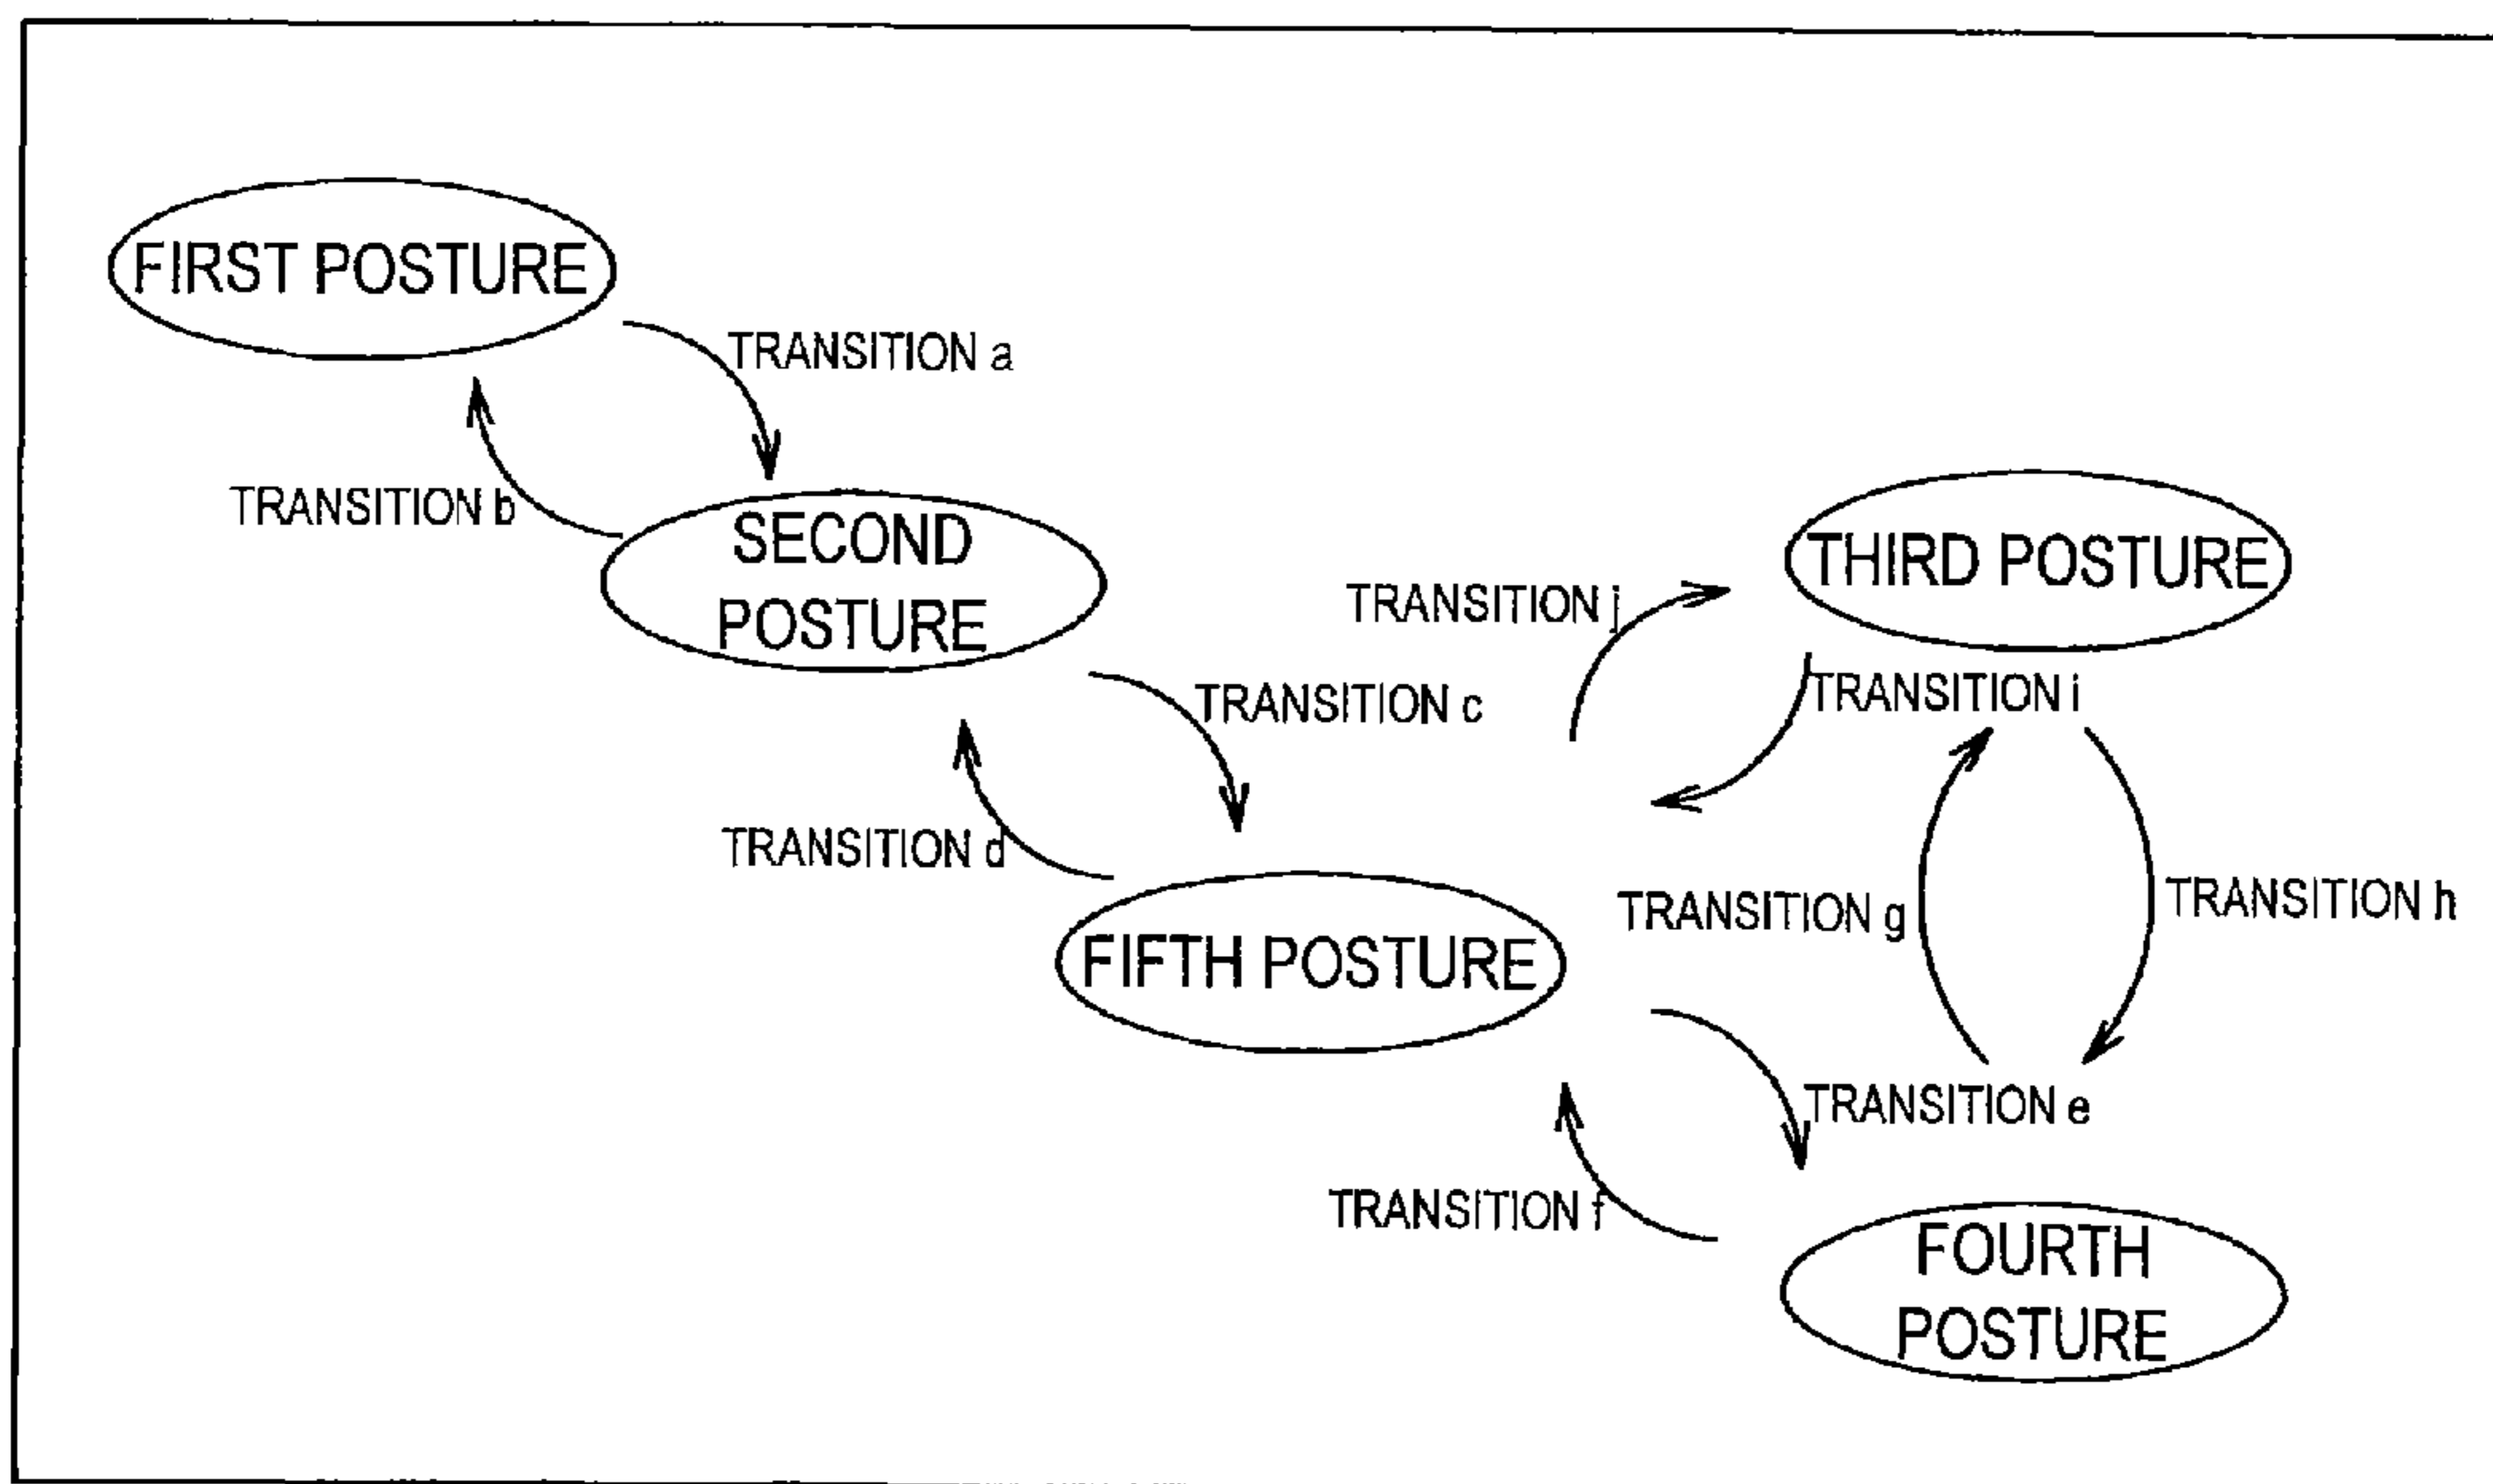 FIRST POSTURE
TRANSITION a
TRANSITION b
SECOND
POSTURE
THIRD POSTURE
TRANSITION j
TRANSITION i
TRANSITION c
TRANSITION d
TRANSITION g
TRANSITION h
FIFTH POSTURE
TRANSITION e
TRANSITION f
FOURTH
POSTURE